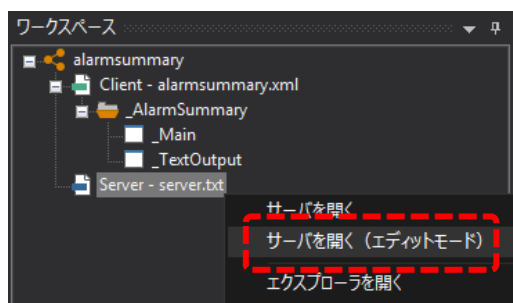 ワークスペース
alarmsummary
Client - alarmsummary.xml
_AlarmSummary
_Main
_TextOutput
Server - server.txt
サーバを開く
サーバを開く（エディットモード）
エクスプローラを開く